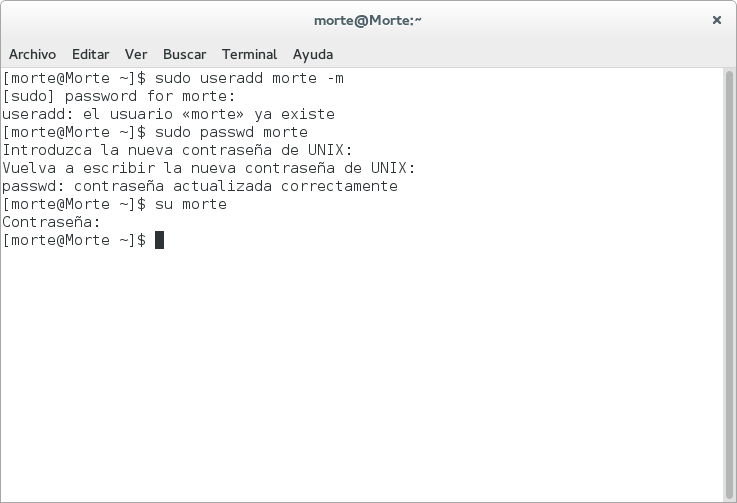 morte@Morte:~
Archivo Editar Ver Buscar Terminal Ayuda
[morte@Morte ~]$ sudo useradd morte -m
[sudo] password for morte:
useradd: el usuario «morte» ya existe
[morte@Morte ~]$ sudo passwd morte
Introduzca la nueva contraseña de UNIX:
Vuelva a escribir la nueva contraseña de UNIX:
passwd: contraseña actualizada correctamente
[morte@Morte ~]$ su morte
Contraseña:
[morte@Morte ~]$